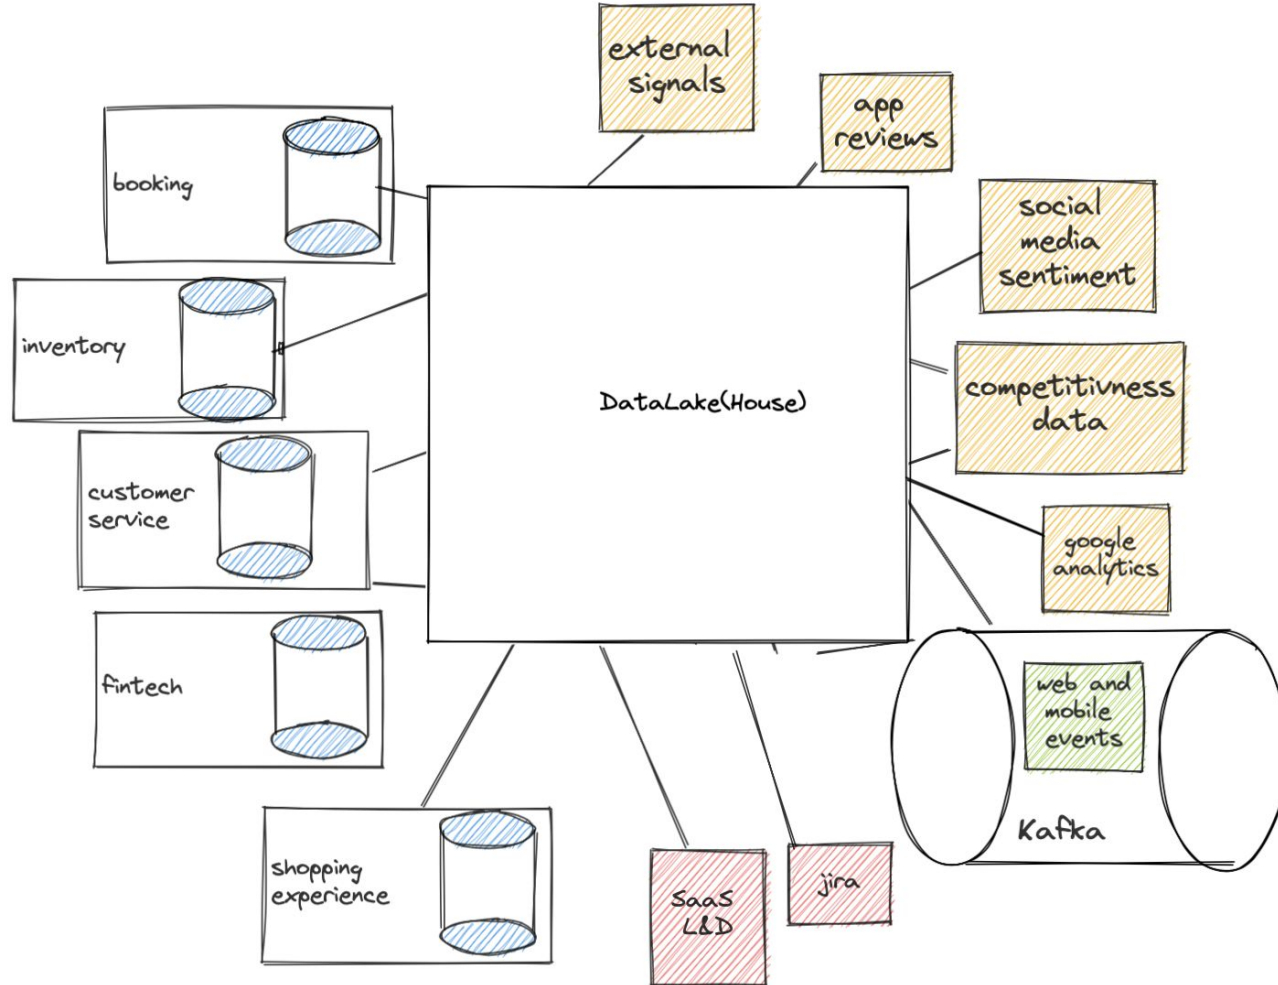 external
signals
app
reviews
booking
social
media
sentiment
inventory
competitivness
data
DataLake(House)
customer
service
google
analytics
fintech
web and
mobile
events
Kafka
shopping
experience
SaaS
L&D
jira